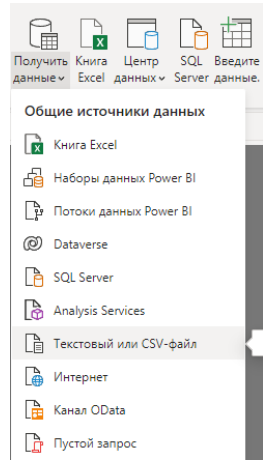 Получить Книга Центр SQL Введите
данные Excel данных Server данные.
Общие источники данных
Книга Excel
Наборы данных Power BI
Потоки данных Power BI
Dataverse
SQL Server
Analysis Services
Текстовый или CSV-файл
Интернет
Канал OData
Пустой запрос